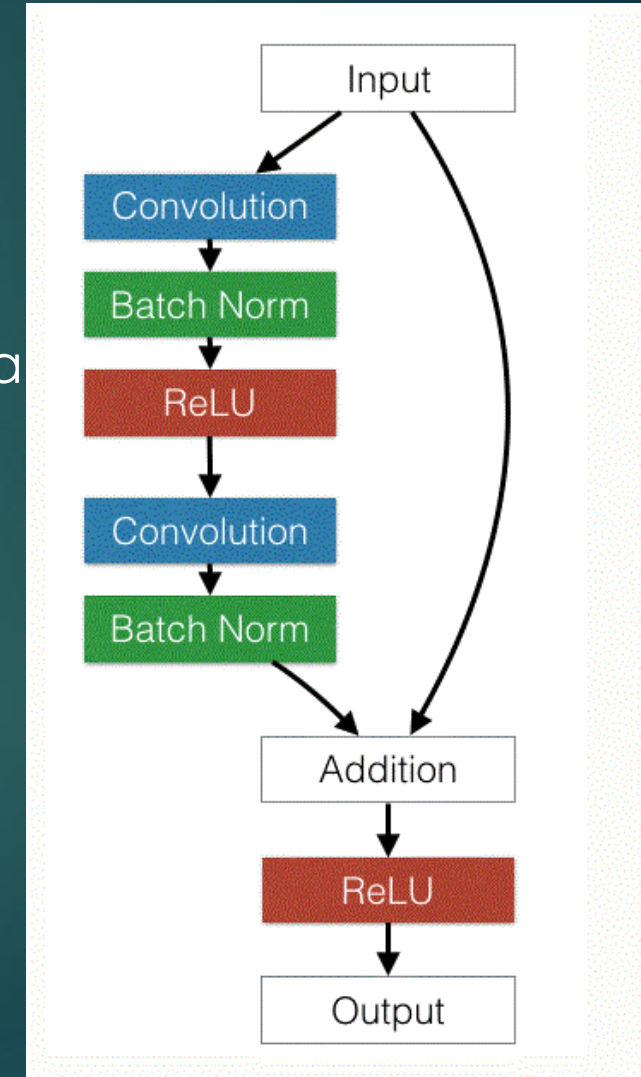 Input
Convolution
Batch Norm
a
ReLU
Convolution
Batch Norm
Addition
ReLU
Output